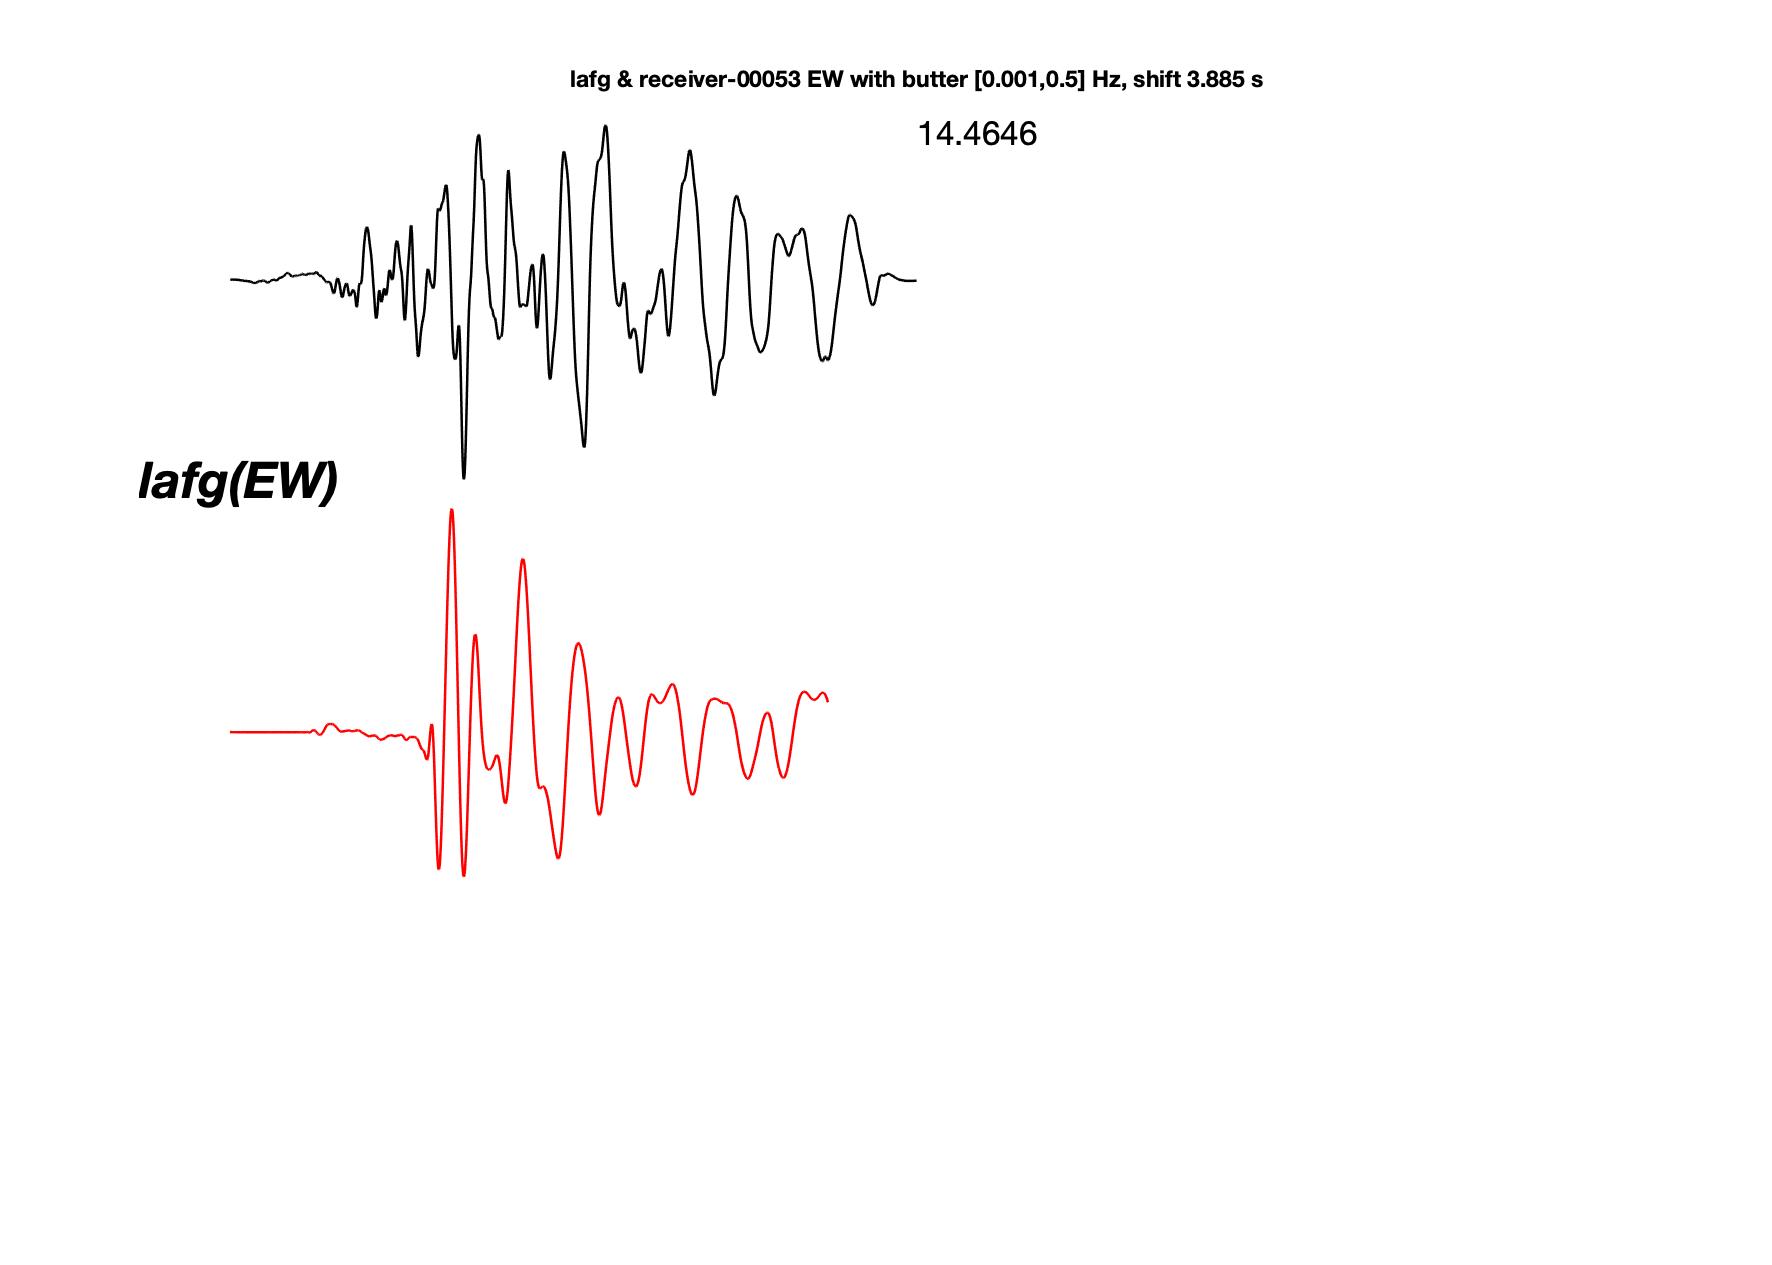 lafg & receiver-00053 EW with butter [0.001,0.5] Hz, shift 3.885 s
14.4646
lafg(EW)